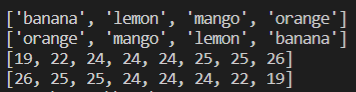 ['banana', 'lemon', 'mango', 'orange']
['orange', 'mango', 'lemon', 'banana']
[19, 22, 24, 24, 24, 25, 25, 26]
[26, 25, 25, 24, 24, 24, 22, 19]